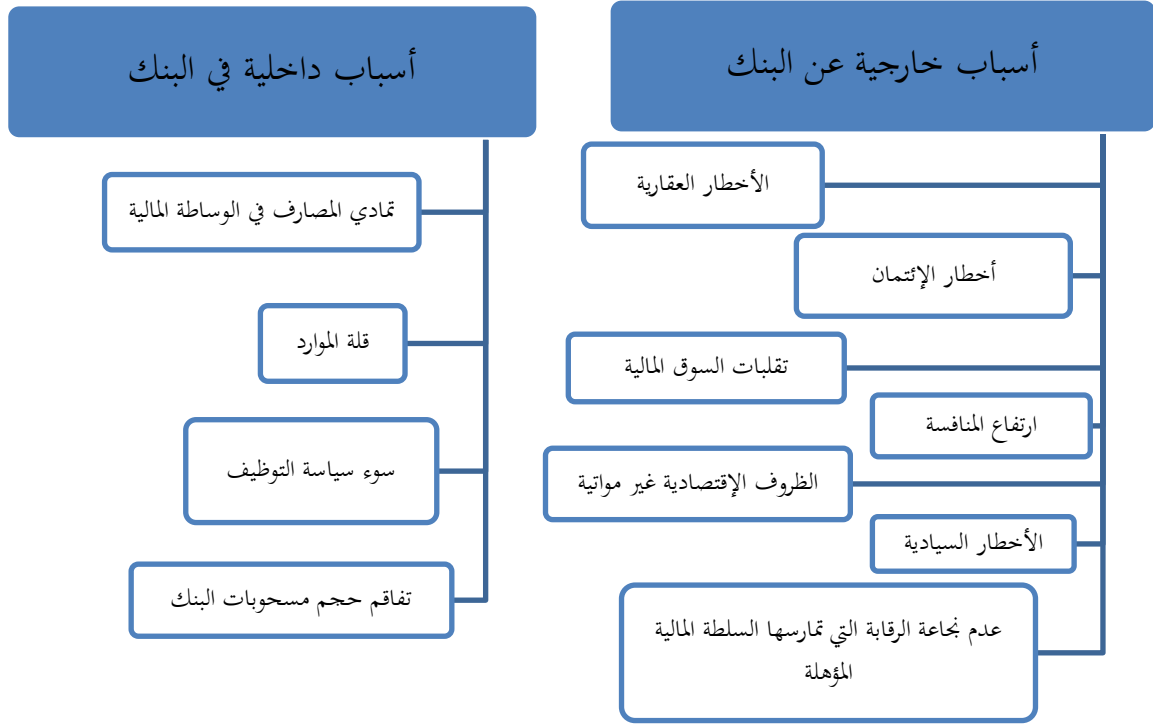 أسباب خارجية عن البنك
الأخطار العقارية
أخطار الإئتمان
تقلبات السوق المالية
ارتفاع المنافسة
الظروف الإقتصادية غير مواتية
الأخطار السيادية
عدم نجاعة الرقابة التي تمارسها السلطة المالية
المؤهلة
أسباب داخلية في البنك
تمادي المصارف في الوساطة المالية
قلة الموارد
سوء سياسة التوظيف
تفاقم حجم مسحوبات البنك